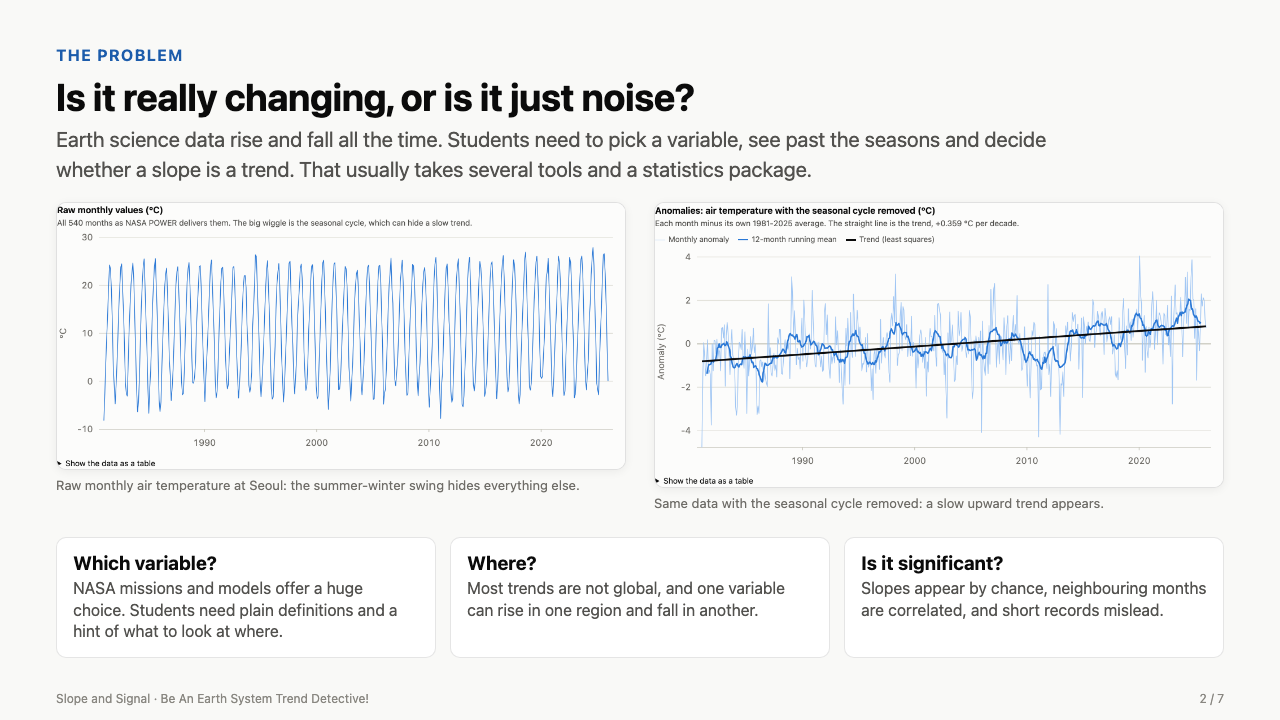 THE PROBLEM
Is it really changing, or is it just noise?
Earth science data rise and fall all the time. Students need to pick a variable, see past the seasons and decide
whether a slope is a trend. That usually takes several tools and a statistics package.
Raw monthly values (°C)
All 540 months as NASA POWER delivers them. The big wiggle is the seasonal cycle, which can hide a slow trend.
30
20
10
0
-10
°C
1990
2000
2010
2020
Show the data as a table
Raw monthly air temperature at Seoul: the summer-winter swing hides everything else.
Anomalies: air temperature with the seasonal cycle removed (°C)
Each month minus its own 1981-2025 average. The straight line is the trend, +0.359 °C per decade.
Monthly anomaly
12-month running mean
Trend (least squares)
4
2
0
-2
-4
Anomaly (°C)
1990
2000
2010
2020
Show the data as a table
Same data with the seasonal cycle removed: a slow upward trend appears.
Which variable?
NASA missions and models offer a huge
choice. Students need plain definitions and a
hint of what to look at where.
Where?
Most trends are not global, and one variable
can rise in one region and fall in another.
Is it significant?
Slopes appear by chance, neighbouring months
are correlated, and short records mislead.
Slope and Signal · Be An Earth System Trend Detective!
2 / 7